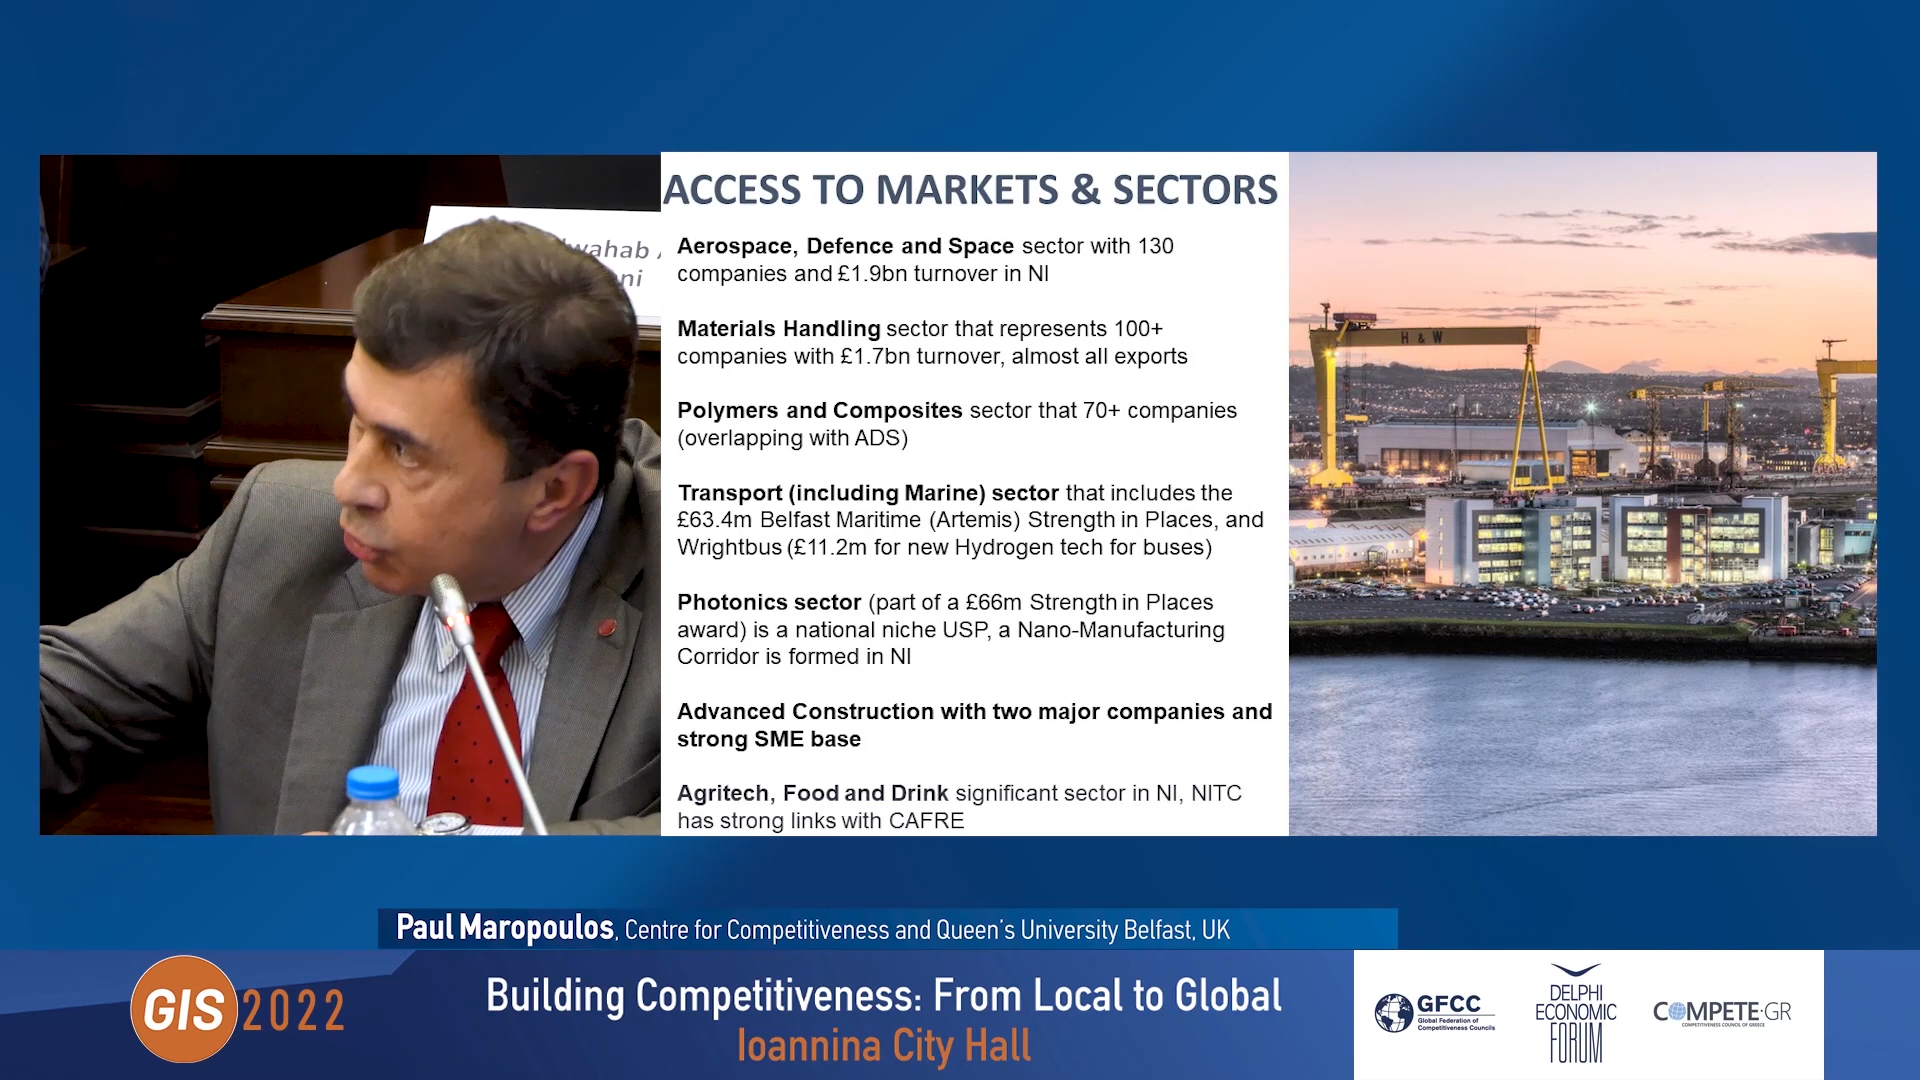 wahab
ni
ACCESS TO MARKETS & SECTORS
Aerospace, Defence and Space sector with 130
companies and £1.9bn turnover in NI
Materials Handling sector that represents 100+
companies with £1.7bn turnover, almost all exports
Polymers and Composites sector that 70+ companies
(overlapping with ADS)
Transport (including Marine) sector that includes the
£63.4m Belfast Maritime (Artemis) Strength in Places, and
Wrightbus (£11.2m for new Hydrogen tech for buses)
Photonics sector (part of a £66m Strength in Places
award) is a national niche USP, a Nano-Manufacturing
Corridor is formed in NI
Advanced Construction with two major companies and
strong SME base
Agritech, Food and Drink significant sector in NI, NITC
has strong links with CAFRE
H & W
Paul Maropoulos, Centre for Competitiveness and Queen's University Belfast, UK
GIS 2022
Building Competitiveness: From Local to Global
Ioannina City Hall
GFCC
Global Federation of
Competitiveness Councils
DELPHI
ECONOMIC
FORUM
COMPETE·GR
COMPETITIVENESS COUNCIL OF GREECE